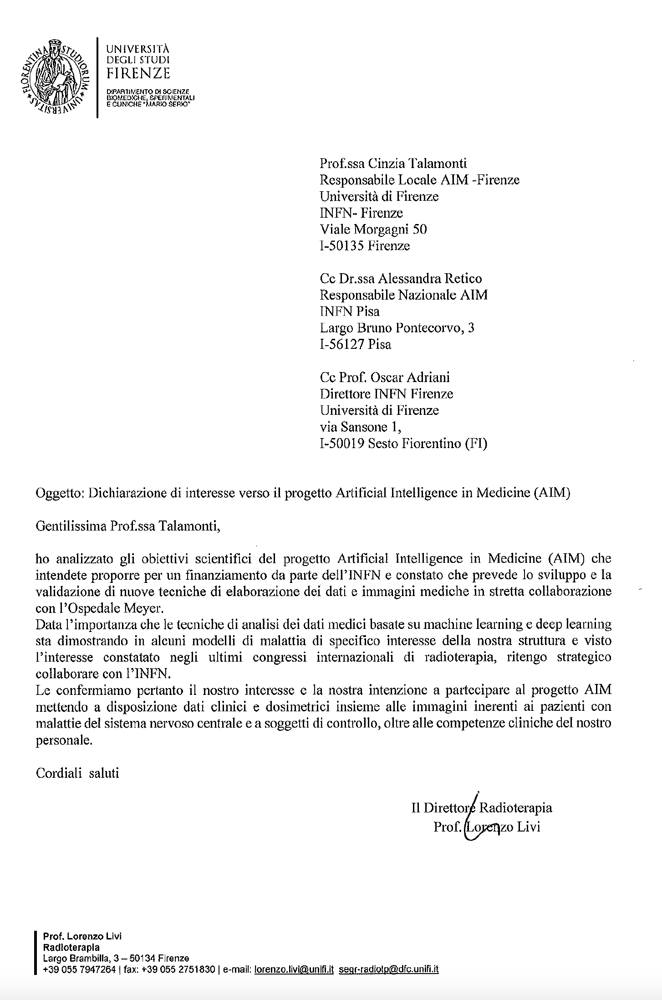 FLORENTINA STUDIORUM UNIVERSITAS
UNIVERSITÀ
DEGLI STUDI
FIRENZE
DIPARTIMENTO DI SCIENZE
BIOMEDICHE, SPERIMENTALI
E CLINICHE "MARIO SERIO"
Prof.ssa Cinzia Talamonti
Responsabile Locale AIM -Firenze
Università di Firenze
INFN- Firenze
Viale Morgagni 50
I-50135 Firenze
Cc Dr.ssa Alessandra Retico
Responsabile Nazionale AIM
INFN Pisa
Largo Bruno Pontecorvo, 3
I-56127 Pisa
Cc Prof. Oscar Adriani
Direttore INFN Firenze
Università di Firenze
via Sansone 1,
I-50019 Sesto Fiorentino (FI)
Oggetto: Dichiarazione di interesse verso il progetto Artificial Intelligence in Medicine (AIM)
Gentilissima Prof.ssa Talamonti,
ho analizzato gli obiettivi scientifici del progetto Artificial Intelligence in Medicine (AIM) che
intendete proporre per un finanziamento da parte dell'INFN e constato che prevede lo sviluppo e la
validazione di nuove tecniche di elaborazione dei dati e immagini mediche in stretta collaborazione
con l'Ospedale Meyer.
Data l'importanza che le tecniche di analisi dei dati medici basate su machine learning e deep learning
sta dimostrando in alcuni modelli di malattia di specifico interesse della nostra struttura e visto
l'interesse constatato negli ultimi congressi internazionali di radioterapia, ritengo strategico
collaborare con l'INFN.
Le confermiamo pertanto il nostro interesse e la nostra intenzione a partecipare al progetto AIM
mettendo a disposizione dati clinici e dosimetrici insieme alle immagini inerenti ai pazienti con
malattie del sistema nervoso centrale e a soggetti di controllo, oltre alle competenze cliniche del nostro
personale.
Cordiali saluti
Il Direttore Radioterapia
Prof. Lorenzo Livi
Prof. Lorenzo Livi
Radioterapia
Largo Brambilla, 3 – 50134 Firenze
+39 055 7947264 | fax: +39 055 2751830 | e-mail: lorenzo.livi@unifi.it segr-radiotp@dfc.unifi.it